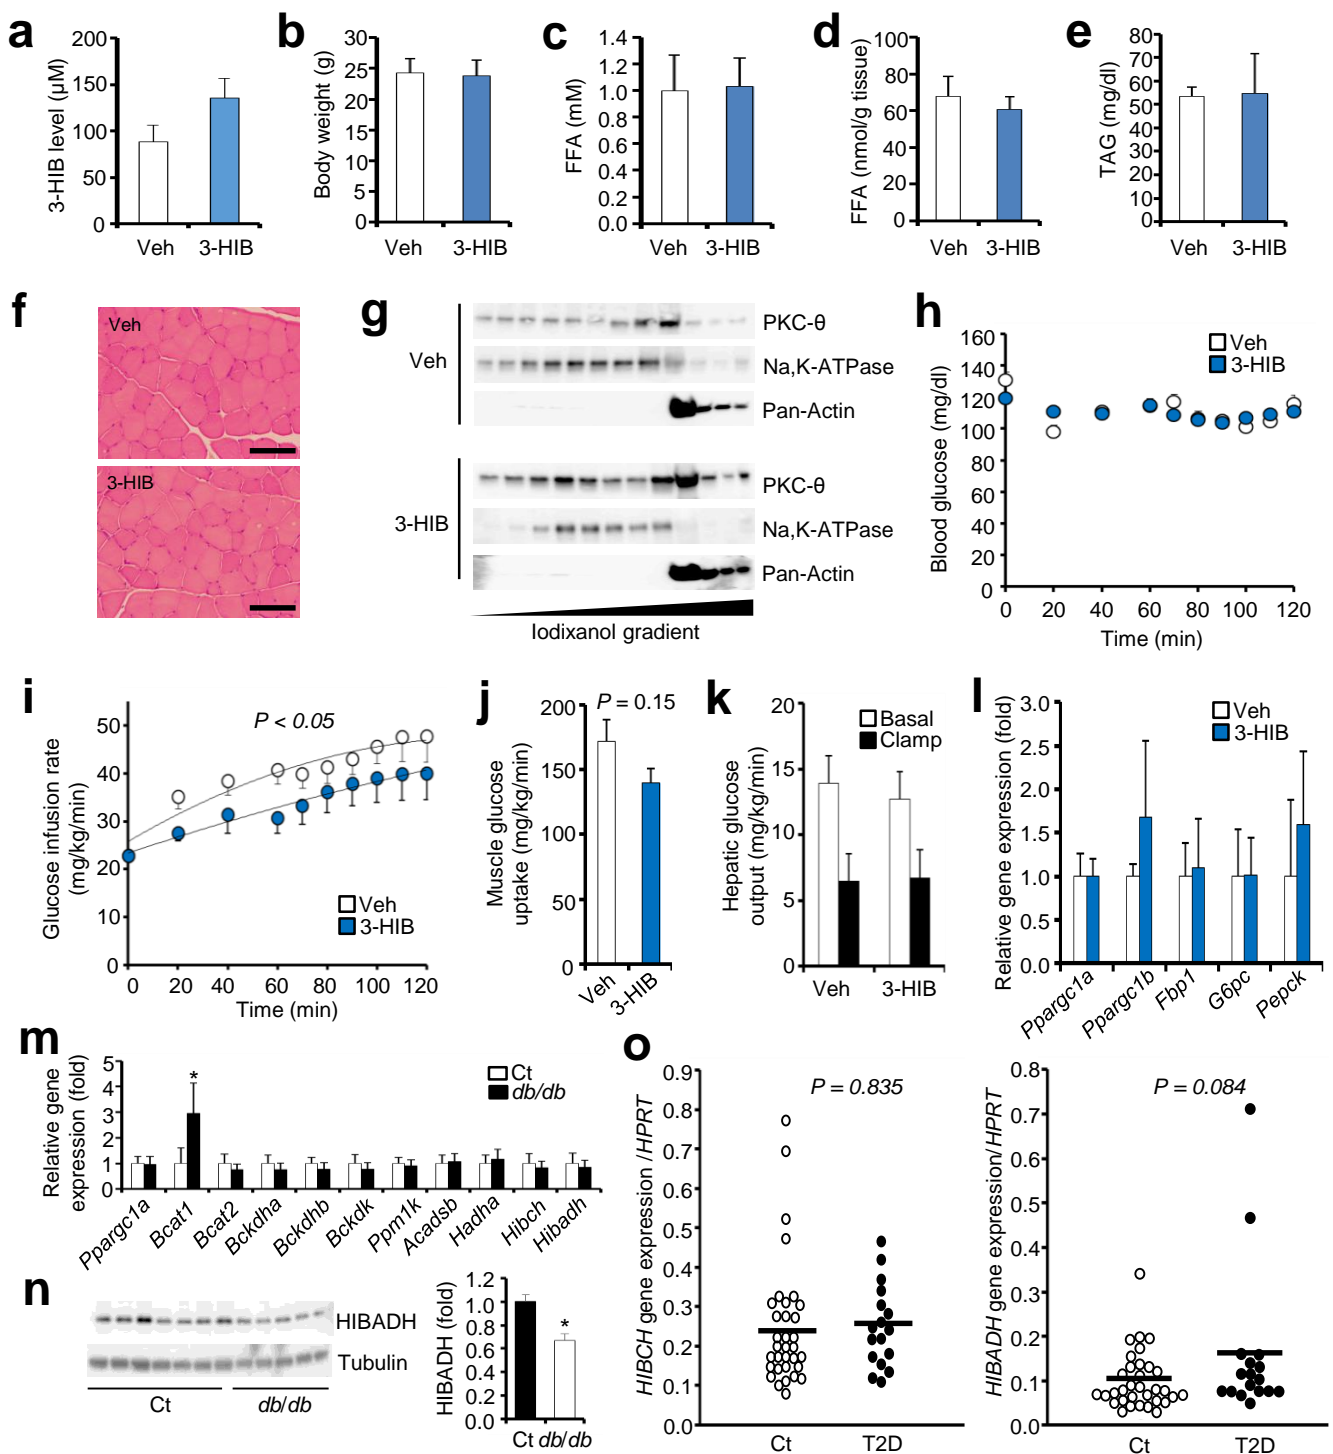 a
200
150
100
50
0
3-HIB level (µM)
Veh 3-HIB
b
30
25
20
15
10
5
0
Body weight (g)
Veh 3-HIB
c
1.4
1.2
1.0
0.8
0.6
0.4
0.2
0.0
FFA (mM)
Veh 3-HIB
d
100
80
60
40
20
0
FFA (nmol/g tissue)
Veh 3-HIB
e
80
70
60
50
40
30
20
10
0
TAG (mg/dl)
Veh 3-HIB
f
Veh
3-HIB
g
Veh
PKC-θ
Na,K-ATPase
Pan-Actin
3-HIB
PKC-θ
Na,K-ATPase
Pan-Actin
Iodixanol gradient
h
160
140
120
100
80
60
40
20
0
Blood glucose (mg/dl)
Veh
3-HIB
0 20 40 60 80 100 120
Time (min)
i
50
40
30
20
10
0
Glucose infusion rate
(mg/kg/min)
P < 0.05
Veh
3-HIB
0 20 40 60 80 100 120
Time (min)
j
200
150
100
50
0
Muscle glucose
uptake (mg/kg/min)
P = 0.15
Veh
3-HIB
k
20
15
10
5
0
Hepatic glucose
output (mg/kg/min)
Basal
Clamp
Veh 3-HIB
l
3.0
2.5
2.0
1.5
1.0
0.5
0.0
Relative gene expression (fold)
Veh
3-HIB
Ppargc1a
Ppargc1b
Fbp1
G6pc
Pepck
m
5
4
3
2
1
0
Relative gene
expression (fold)
*
Ct
db/db
Ppargc1a
Bcat1
Bcat2
Bckdha
Bckdhb
Bckdk
Ppm1k
Acadsb
Hadha
Hibch
Hibadh
n
HIBADH
Tubulin
Ct db/db
1.2
1.0
0.8
0.6
0.4
0.2
0.0
HIBADH (fold)
*
Ct db/db
o
0.9
0.8
0.7
0.6
0.5
0.4
0.3
0.2
0.1
0.0
HIBCH gene expression /HPRT
P = 0.835
Ct T2D
0.8
0.7
0.6
0.5
0.4
0.3
0.2
0.1
0.0
HIBADH gene expression/HPRT
P = 0.084
Ct T2D